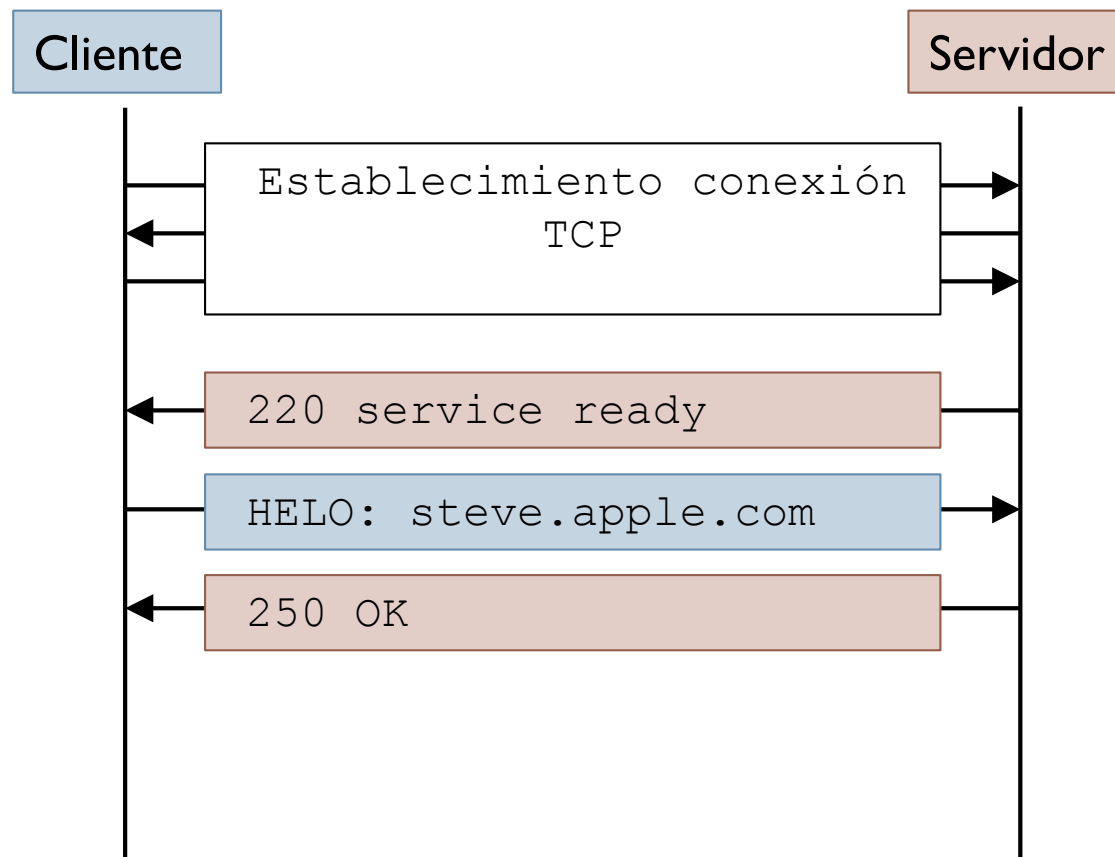 Cliente
Servidor
Establecimiento conexión
TCP
220 service ready
HELO: steve.apple.com
250 OK